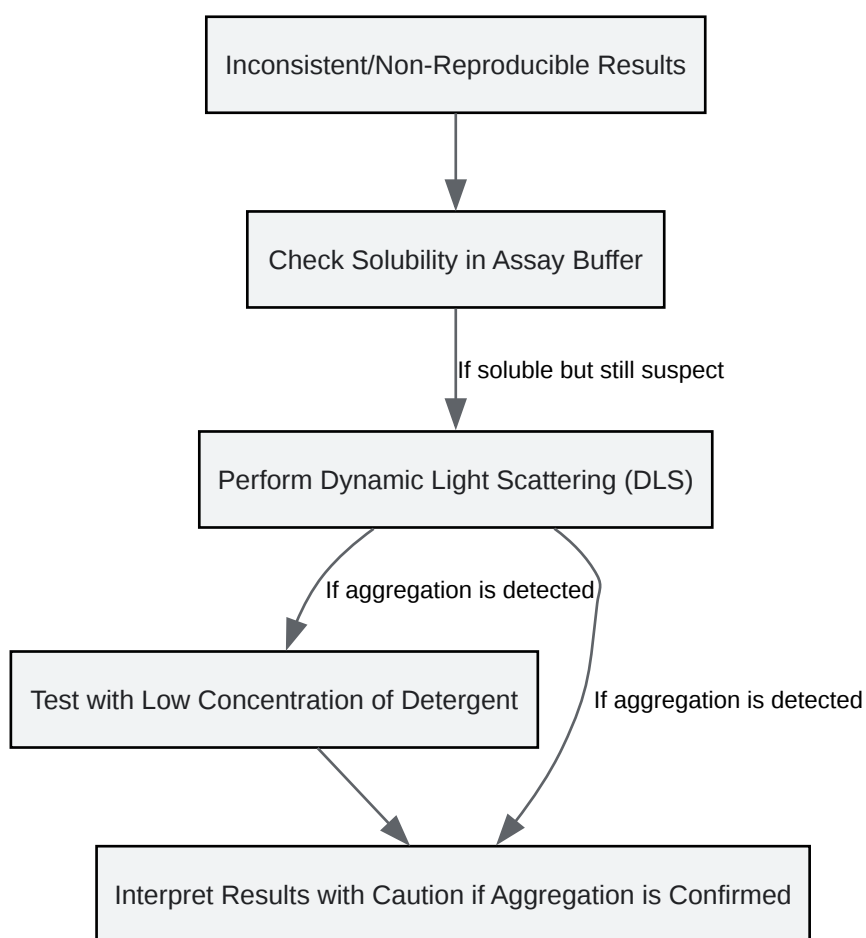 Inconsistent/Non-Reproducible Results
Check Solubility in Assay Buffer
If soluble but still suspect
Perform Dynamic Light Scattering (DLS)
If aggregation is detected
Test with Low Concentration of Detergent
If aggregation is detected
Interpret Results with Caution if Aggregation is Confirmed